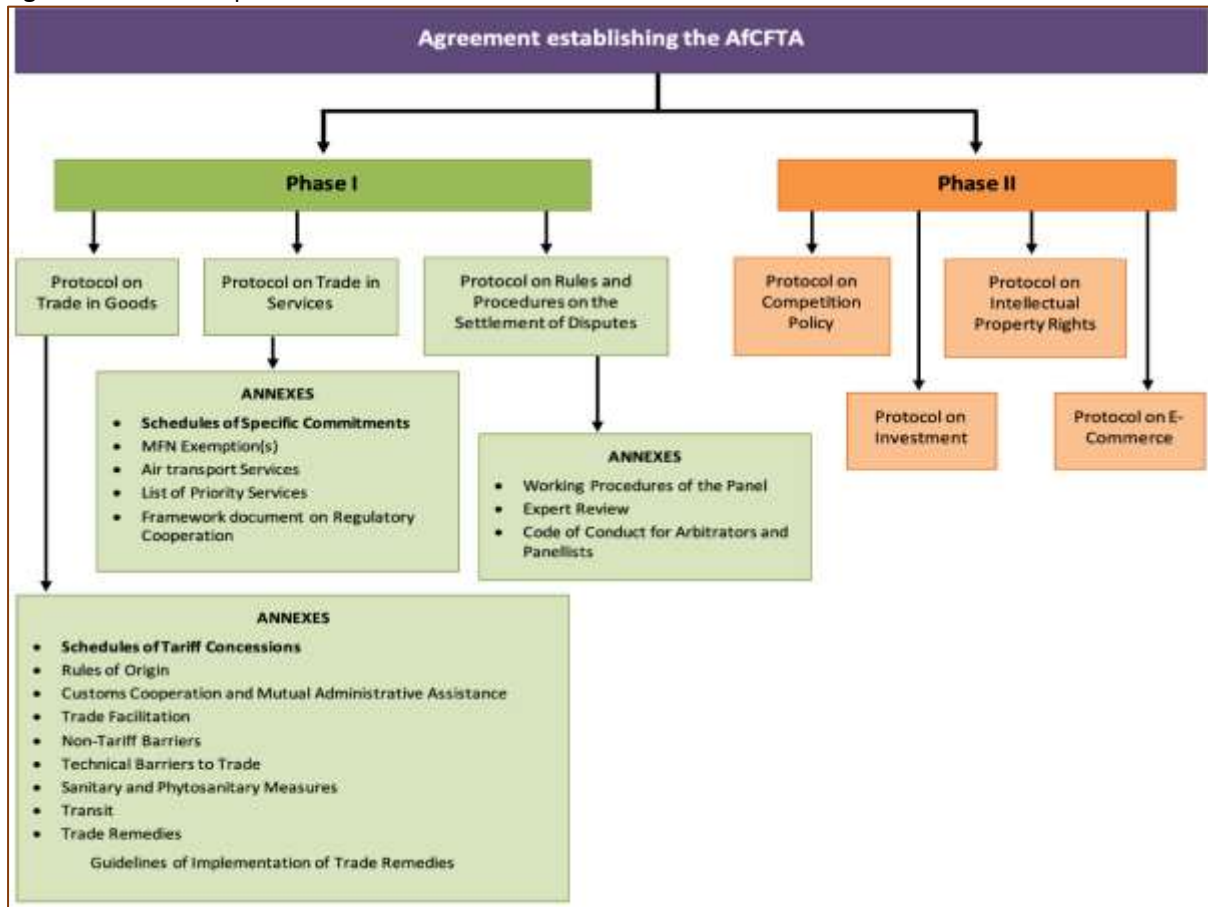 Agreement establishing the AfCFTA
Phase I
Phase II
Protocol on
Trade in Goods
Protocol on Trade in
Services
Protocol on Rules and
Procedures on the
Settlement of Disputes
Protocol on
Competition
Policy
Protocol on
Intellectual
Property Rights
Protocol on
Investment
Protocol on E-
Commerce
ANNEXES
• Schedules of Specific Commitments
• MFN Exemption(s)
• Air transport Services
• List of Priority Services
• Framework document on Regulatory
Cooperation
ANNEXES
• Working Procedures of the Panel
• Expert Review
• Code of Conduct for Arbitrators and
Panellists
ANNEXES
• Schedules of Tariff Concessions
• Rules of Origin
• Customs Cooperation and Mutual Administrative Assistance
• Trade Facilitation
• Non-Tariff Barriers
• Technical Barriers to Trade
• Sanitary and Phytosanitary Measures
• Transit
• Trade Remedies
Guidelines of Implementation of Trade Remedies